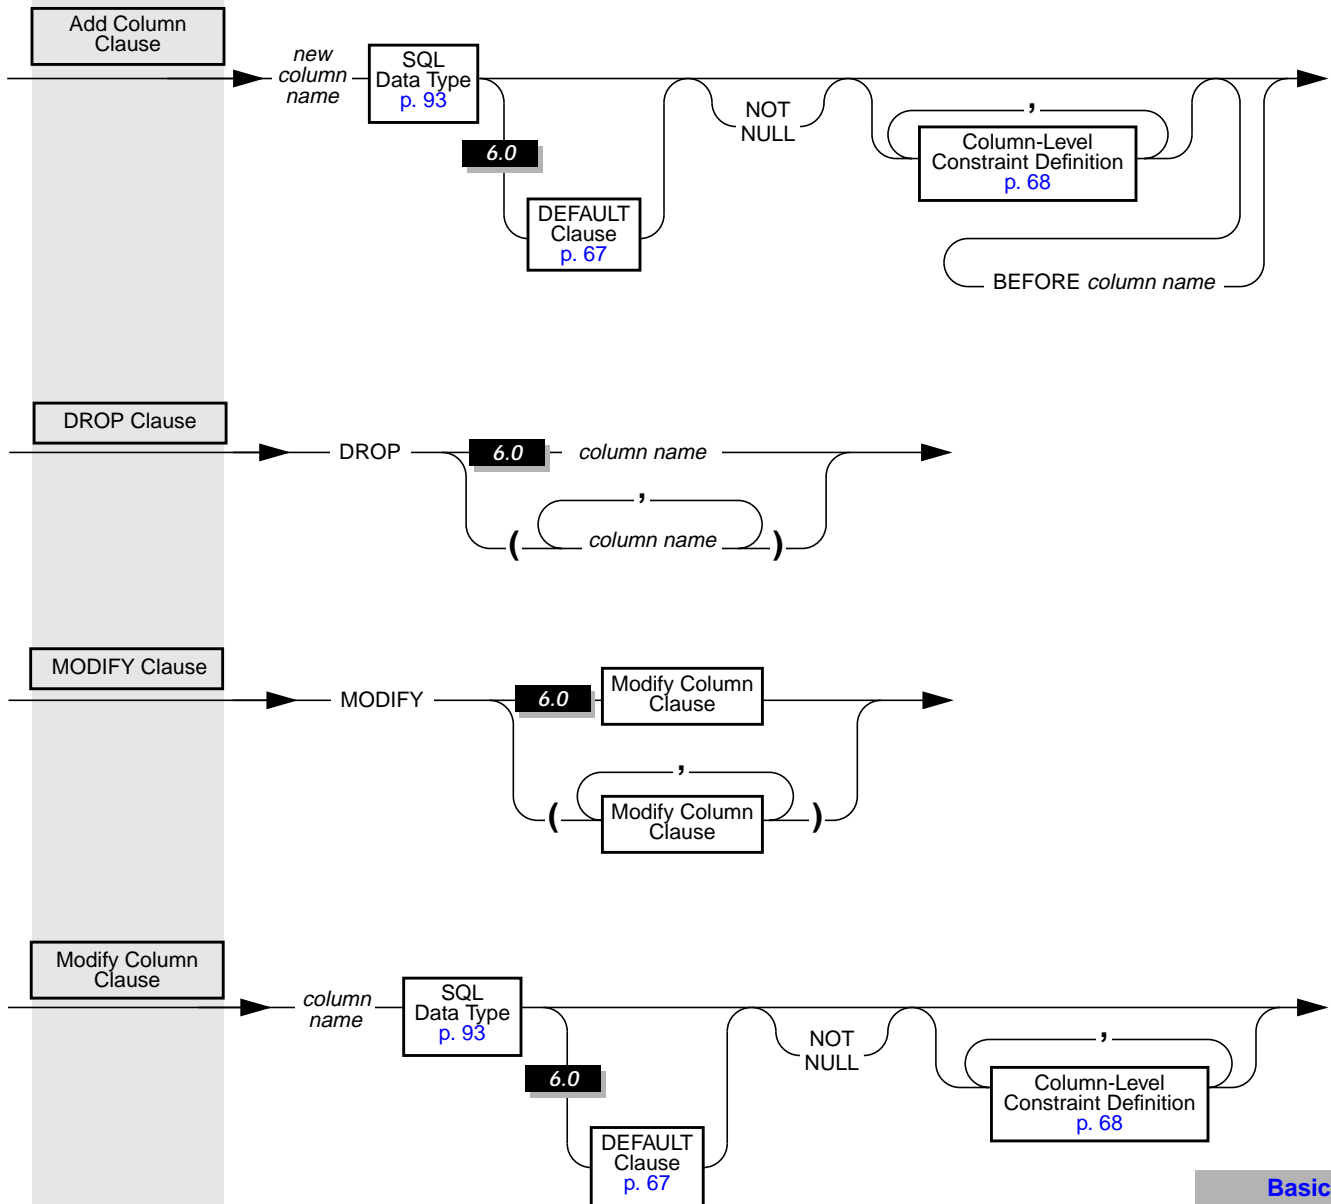 Add Column
Clause
new
column
name
SQL
Data Type
p. 93
6.0
DEFAULT
Clause
p. 67
NOT
NULL
,
Column-Level
Constraint Definition
p. 68
BEFORE column name
DROP Clause
DROP
6.0
column name
,
( column name )
MODIFY Clause
MODIFY
6.0
Modify Column
Clause
,
( Modify Column )
Clause
Modify Column
Clause
column
name
SQL
Data Type
p. 93
6.0
DEFAULT
Clause
p. 67
NOT
NULL
,
Column-Level
Constraint Definition
p. 68
Basic